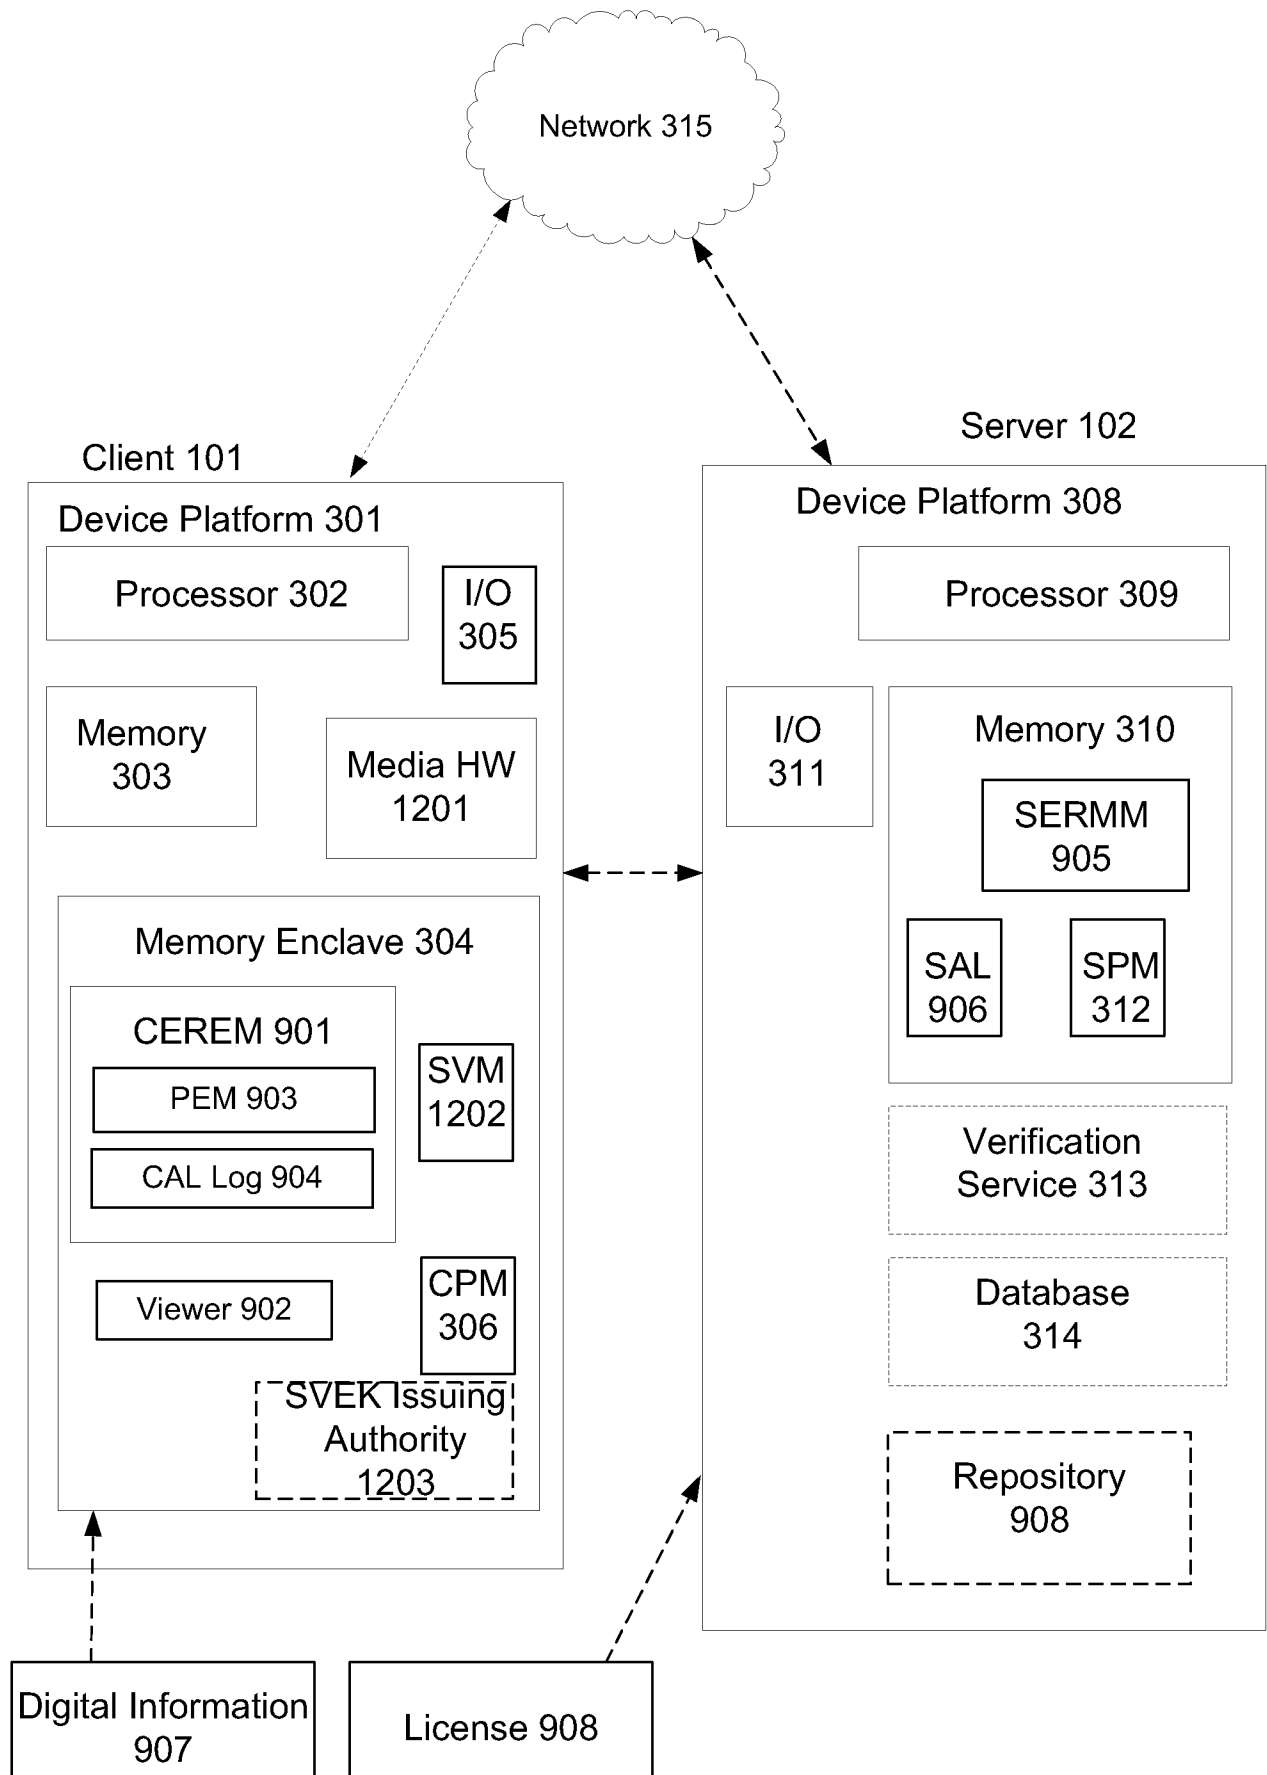 Network 315
Client 101
Device Platform 301
Processor 302
I/O
305
Memory
303
Media HW
1201
Memory Enclave 304
CEREM 901
PEM 903
CAL Log 904
SVM
1202
Viewer 902
CPM
306
SVEK Issuing
Authority
1203
Server 102
Device Platform 308
Processor 309
I/O
311
Memory 310
SERMM
905
SAL
906
SPM
312
Verification
Service 313
Database
314
Repository
908
Digital Information
907
License 908